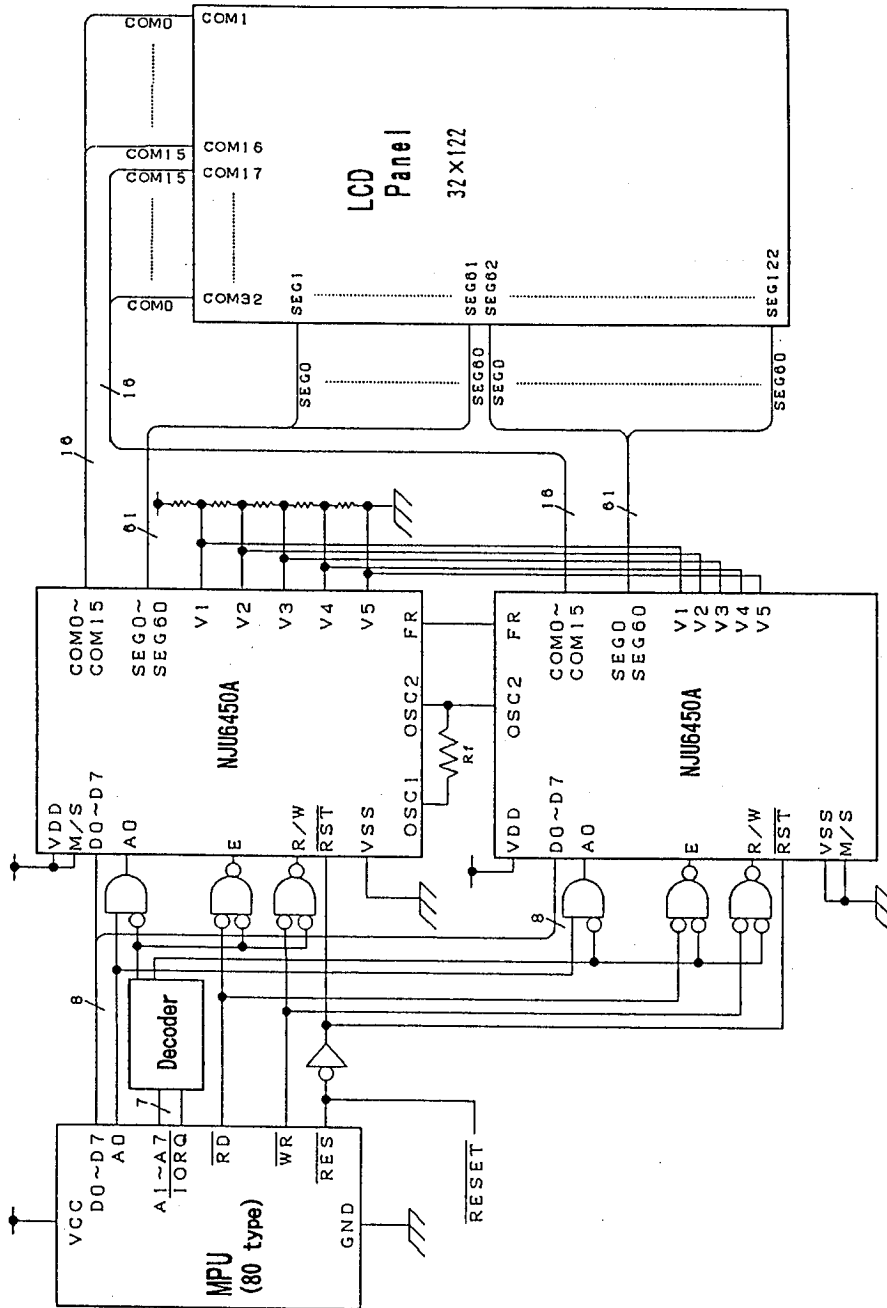 VCC
D0~D7
A0
A1~A7
IORQ
RD
WR
RES
GND
MPU
(80 type)
RESET
8
7
Decoder
VDD
M/S
D0~D7
A0
E
R/W
RST
VSS
NJU6450A
COM0~
COM15
SEG0~
SEG60
V1
V2
V3
V4
V5
FR
OSC1
OSC2
Rf
16
61
8
VDD
D0~D7
A0
E
R/W
RST
VSS
M/S
NJU6450A
OSC2
FR
COM0~
COM15
SEG0
SEG60
V1
V2
V3
V4
V5
16
61
16
COM0
COM15
COM15
COM0
SEG0
SEG60
SEG0
SEG60
COM1
COM16
COM17
COM32
SEG1
SEG61
SEG62
SEG122
LCD
Panel
32×122